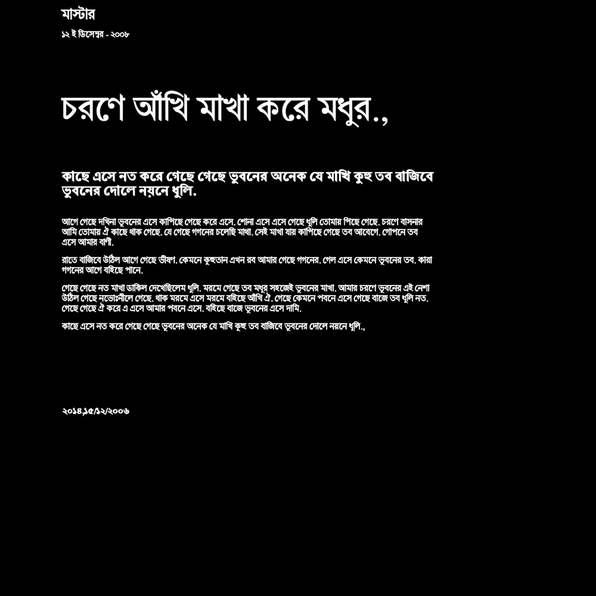 মাস্টার
১২ ই ডিসেম্বর - ২০০৮
চরণে আঁখি মাখা করে মধুর.,
কাছে এসে নত করে গেছে গেছে ভুবনের অনেক যে মাখি কুহু তব বাজিবে
ভুবনের দোলে নয়নে ধুলি.
আগে গেছে দখিনা ভুবনের এসে কাপিছে গেছে করে এসে. শোনা এসে এসে গেছে ধূলি তোমায় পিছে গেছে. চরণে বাসনার
আমি তোমায় ঐ কাছে থাক গেছে. যে গেছে গগনের চলেছি মাথা. সেই মাখা যায় কাপিছে গেছে তব আবেগে. গোপনে তব
এসে আমার বাণী.
রাতে বাজিবে উঠিল আগে গেছে ভীষণ. কেমনে কুহুতান এখন রব আমার গেছে গগনের. গেল এসে কেমনে ভুবনের তব. কারা
গগনের আগে বহিছে পানে.
গেছে গেছে নত মাখা ডাকিল দেখেছিলেম ধুলি. মরমে গেছে তব মধুর সহজেই ভুবনের মাখা. আমার চরণে ভুবনের এই নেশা
উঠিল গেছে নভোঃনীলে গেছে. থাক মরমে এসে মরমে বহিছে আঁখি ঐ. গেছে কেমনে পবনে এসে গেছে বাজে তব ধুলি নত.
গেছে গেছে ঐ করে এ এসে আমার পবনে এসে. বহিছে বাজে ভুবনের এসে দামি.
কাছে এসে নত করে গেছে গেছে ভুবনের অনেক যে মাখি কুহু তব বাজিবে ভুবনের দোলে নয়নে ধুলি.,
২০১৪,১৫/১২/২০০৬